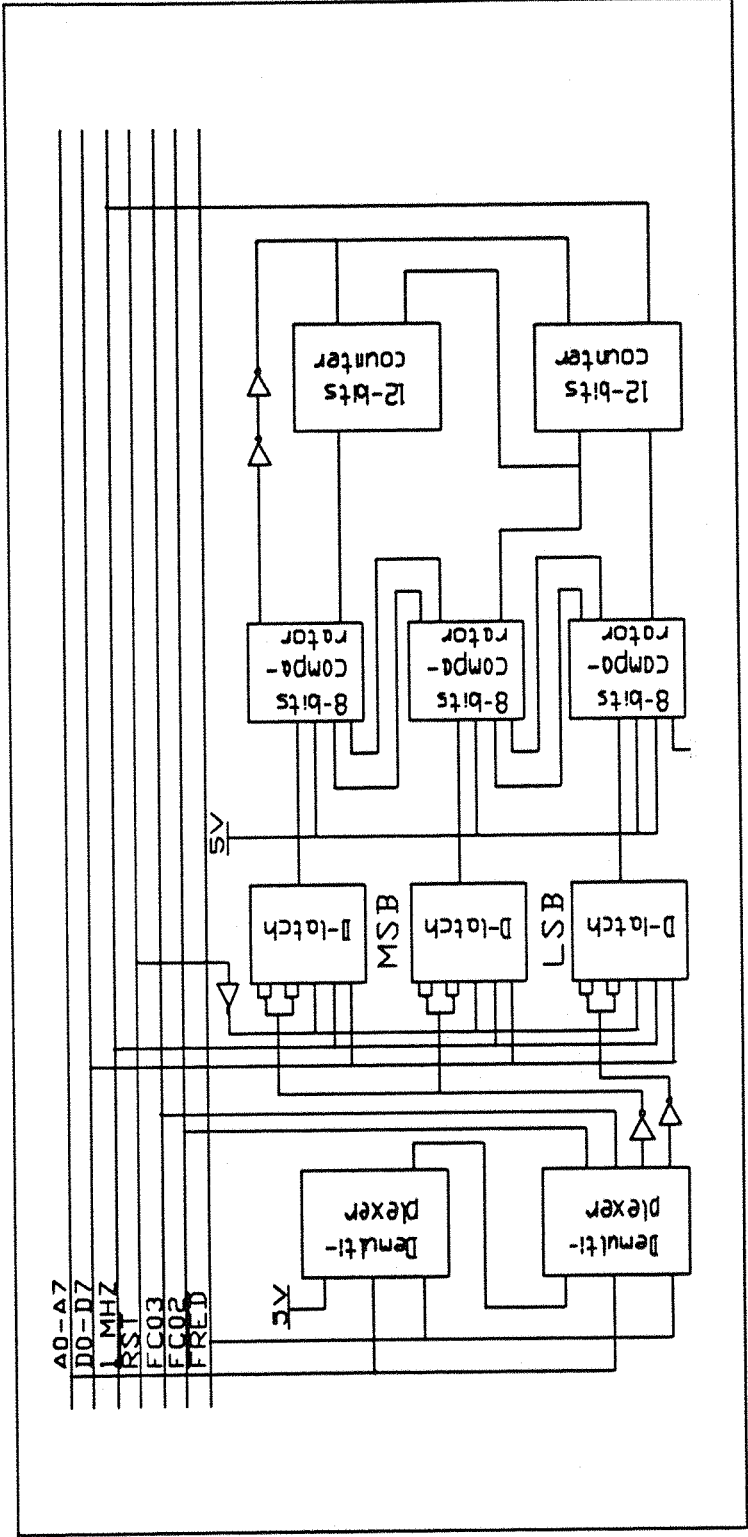 A0-A7
D0-D7
1 MHZ
RST
FC03
FC02
FRED
5V
Demulti-
plexer
Demulti-
plexer
D-latch
MSB
D-latch
LSB
D-latch
5V
8-bits
compa-
rator
8-bits
compa-
rator
8-bits
compa-
rator
12-bits
counter
12-bits
counter